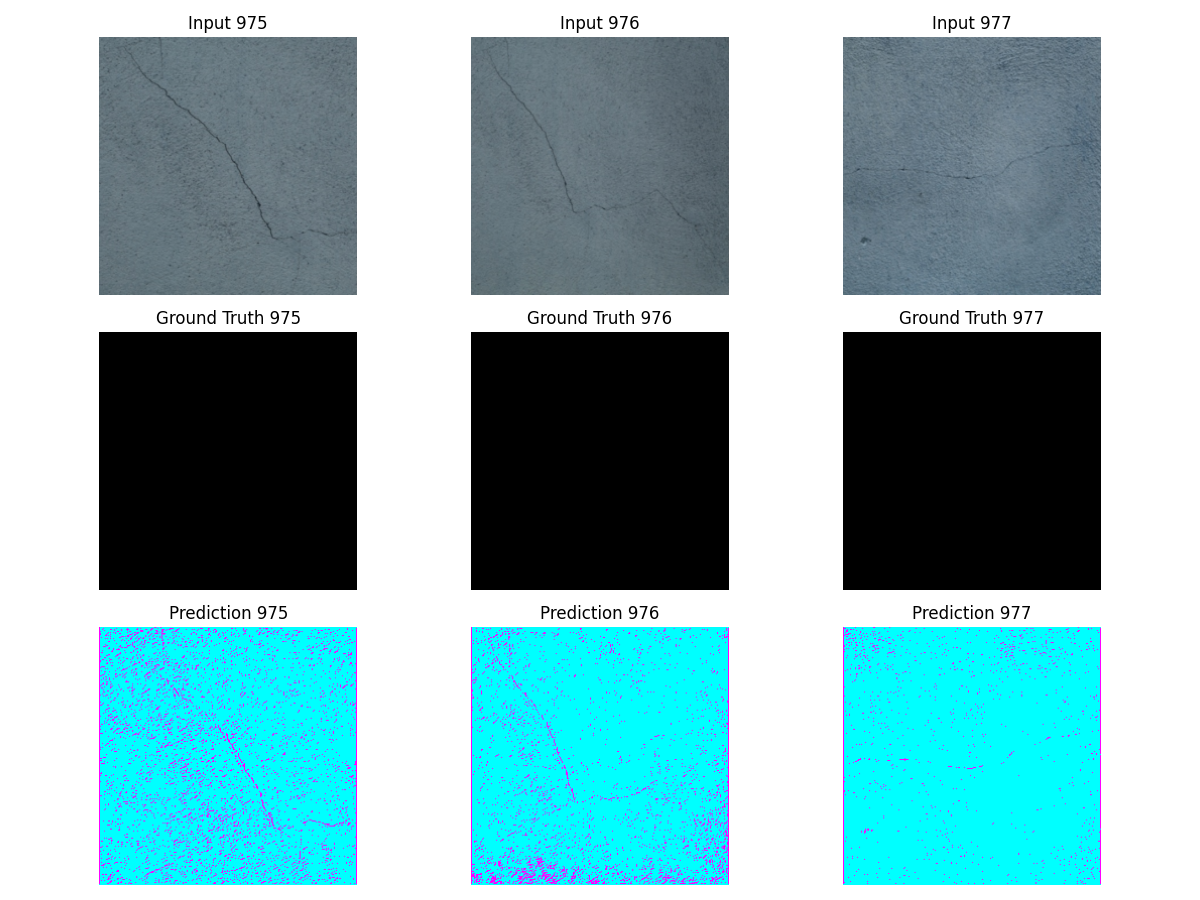 Input 975
Input 976
Input 977
Ground Truth 975
Ground Truth 976
Ground Truth 977
Prediction 975
Prediction 976
Prediction 977